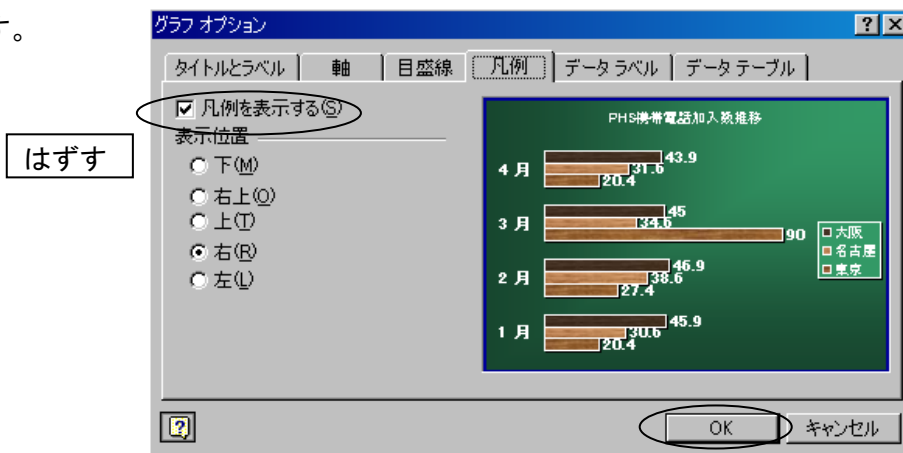 す。
グラフ オプション
タイトルとラベル 軸 目盛線 凡例 データ ラベル データ テーブル
凡例を表示する(S)
表示位置
はずす
下(M)
右上(O)
上(T)
右(R)
左(L)
PHS携帯電話加入数推移
4月 43.9
31.6
20.4
3月 45
34.6
90
2月 46.9
38.6
27.4
1月 45.9
30.6
20.4
大阪
名古屋
東京
OK キャンセル